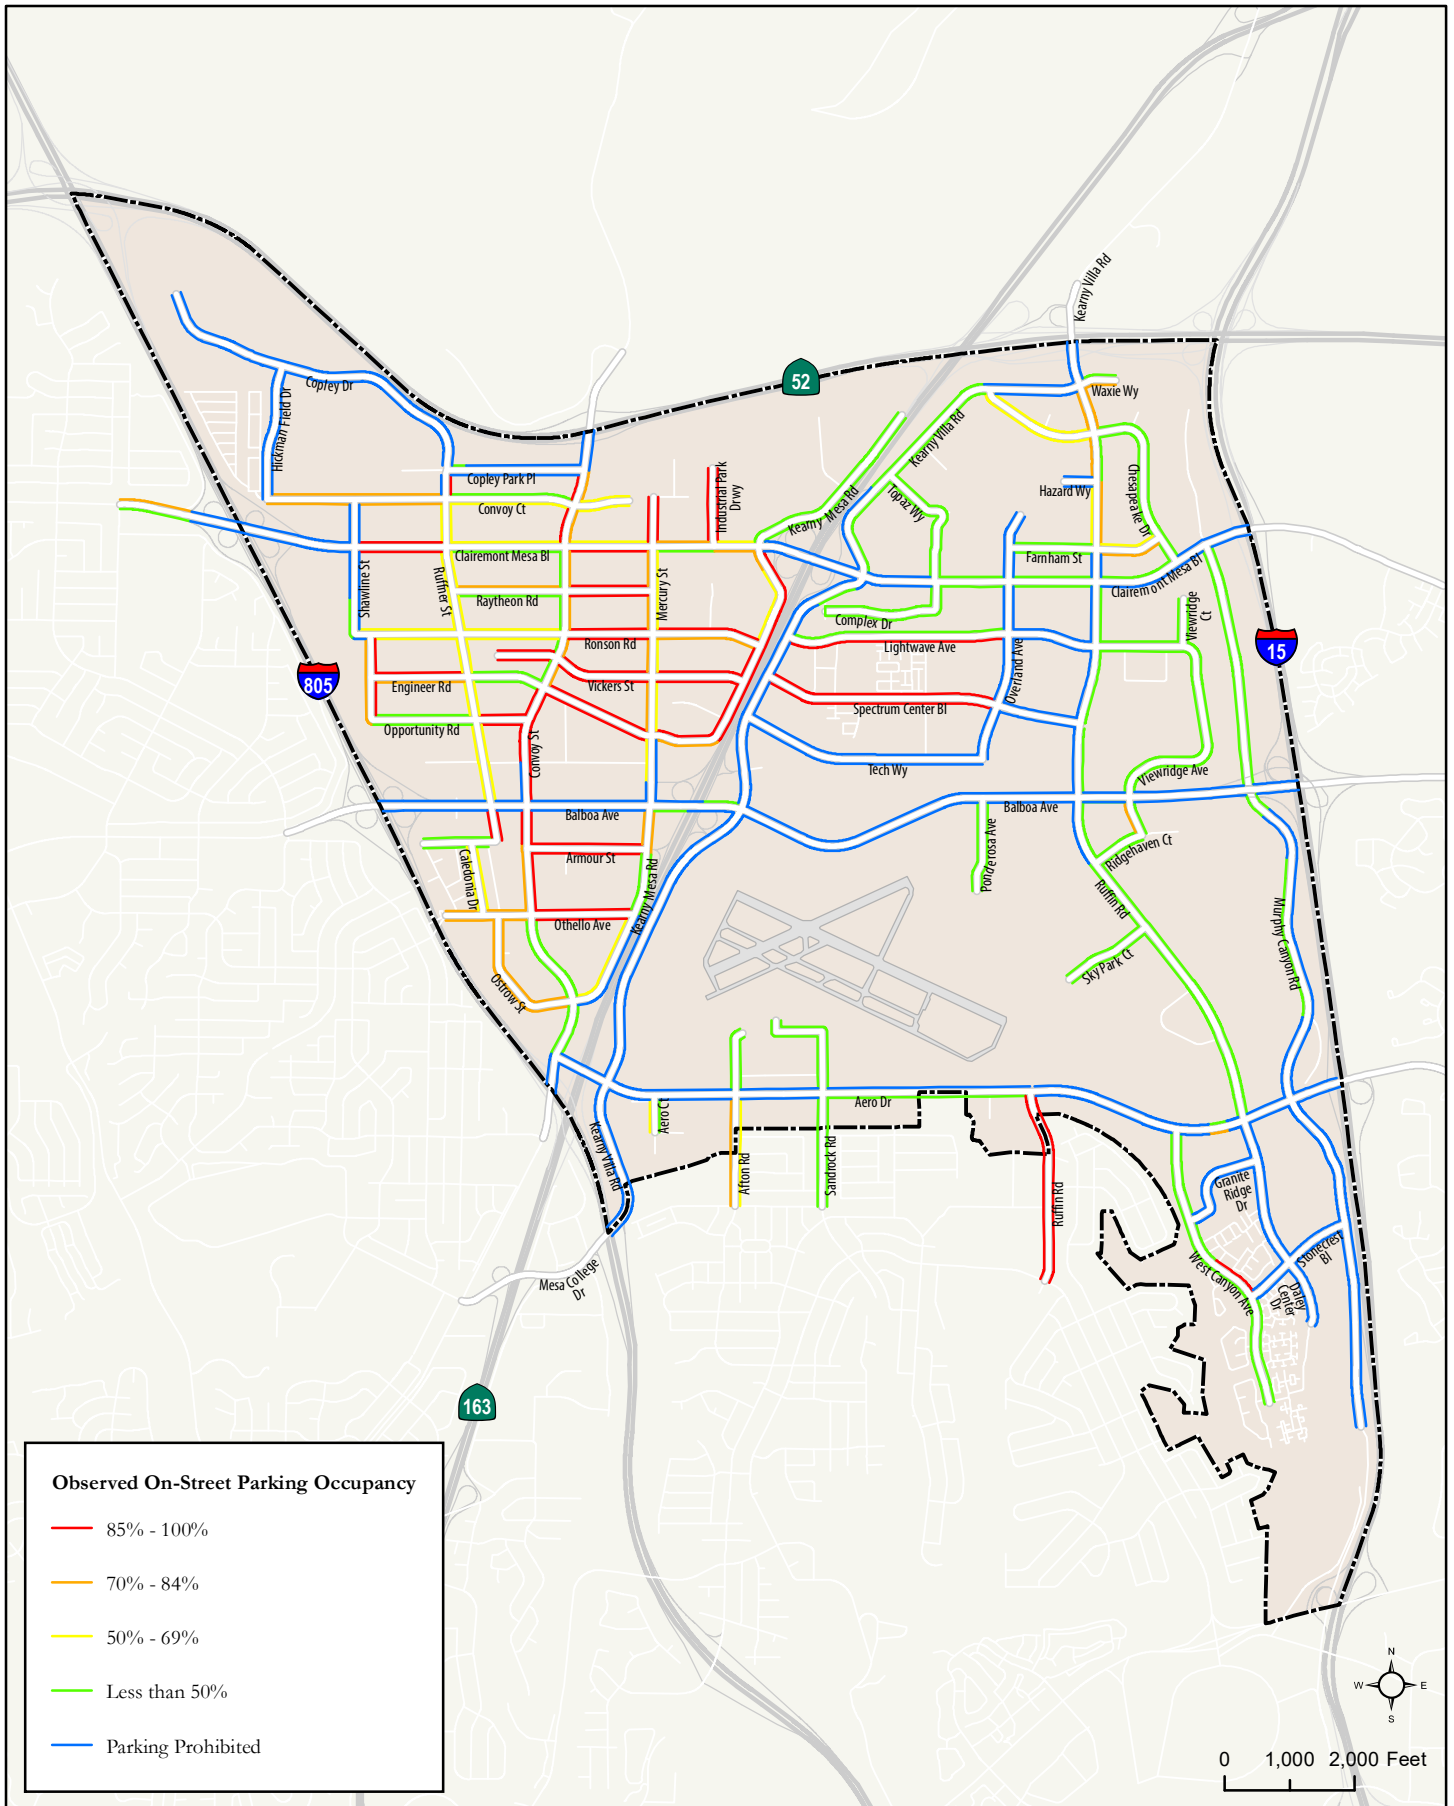 Kearny Villa Rd
52
Copley Dr
Hickman Field Dr
Waxie Wy
Kearny Villa Rd
Copley Park Pl
Industrial Park
Drwy
Kearny Mesa Rd
Topaz Wy
Hazard Wy
Chesapeake Dr
Convoy Ct
Clairemont Mesa Bl
Farnham St
Clairemont Mesa Bl
Shawline St
Ruffner St
Raytheon Rd
Mercury St
Complex Dr
Viewridge
Ct
Ronson Rd
Lightwave Ave
Overland Ave
15
805
Engineer Rd
Vickers St
Spectrum Center Bl
Opportunity Rd
Convoy St
Tech Wy
Viewridge Ave
Balboa Ave
Balboa Ave
Ponderosa Ave
Ridgehaven Ct
Armour St
Caledonia Dr
Kearny Mesa Rd
Ruffin Rd
Othello Ave
Murphy Canyon Rd
Sky Park Ct
Ostrow St
Aero Dr
Aero Ct
Kearny Villa Rd
Afton Rd
Sandrock Rd
Ruffin Rd
Granite
Ridge
Dr
West Canyon Ave
Stonecrest
Bl
Daley
Center
Dr
Mesa College
Dr
163
Observed On-Street Parking Occupancy
85% - 100%
70% - 84%
50% - 69%
Less than 50%
Parking Prohibited
N
W
E
S
0 1,000 2,000 Feet